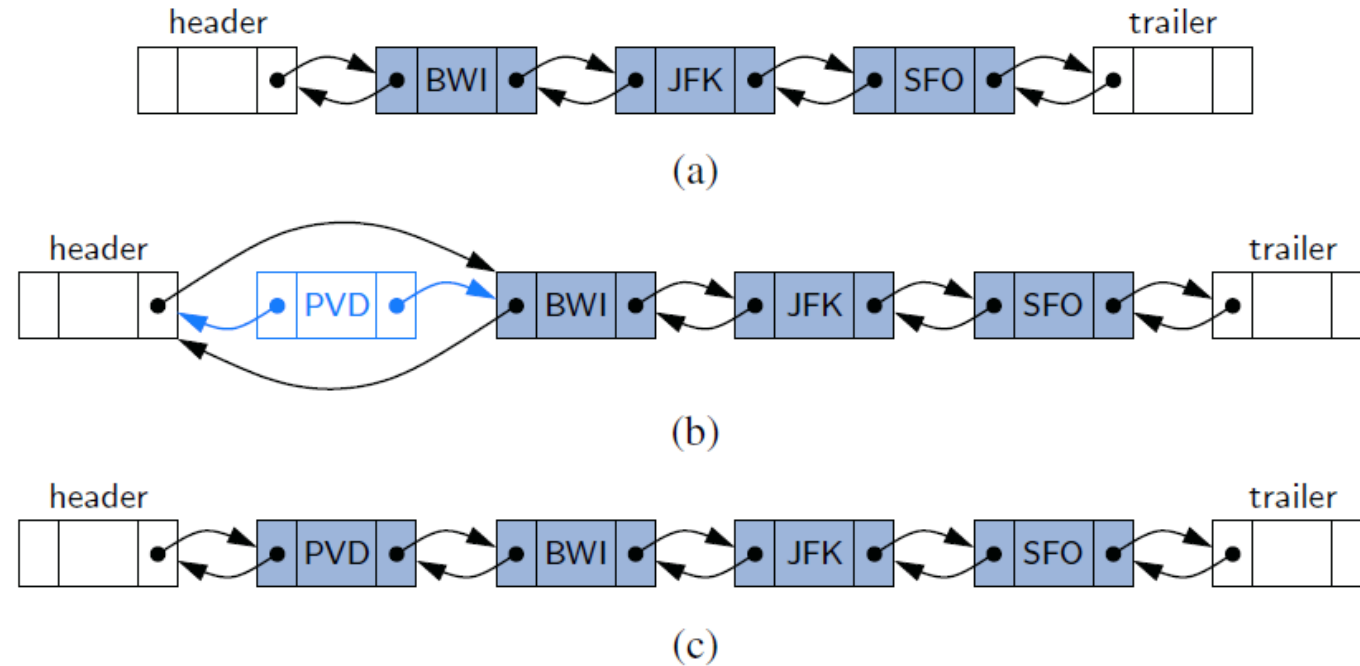 header trailer
BWI JFK SFO
(a)
header trailer
PVD BWI JFK SFO
(b)
header trailer
PVD BWI JFK SFO
(c)